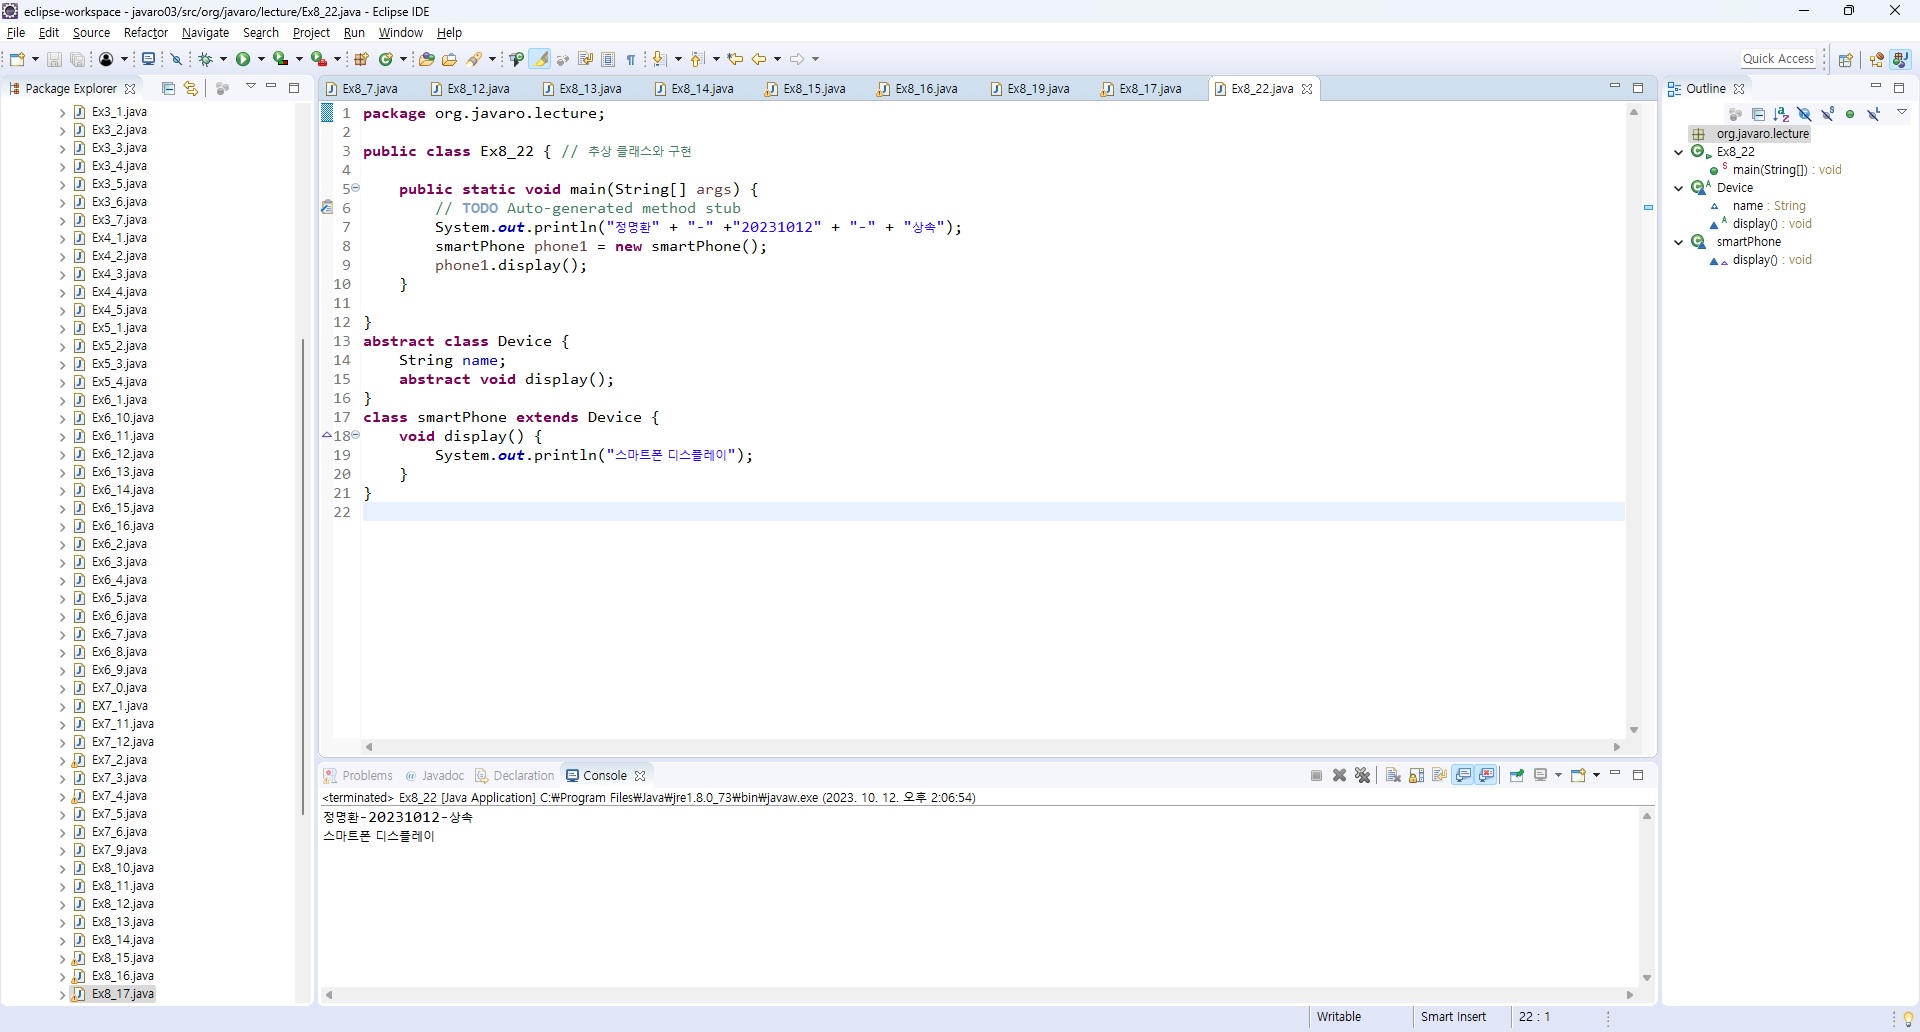 eclipse-workspace - javaro03/src/org/javaro/lecture/Ex8_22.java - Eclipse IDE
File Edit Source Refactor Navigate Search Project Run Window Help
Quick Access
Package Explorer
Ex3_1.java
Ex3_2.java
Ex3_3.java
Ex3_4.java
Ex3_5.java
Ex3_6.java
Ex3_7.java
Ex4_1.java
Ex4_2.java
Ex4_3.java
Ex4_4.java
Ex4_5.java
Ex5_1.java
Ex5_2.java
Ex5_3.java
Ex5_4.java
Ex6_1.java
Ex6_10.java
Ex6_11.java
Ex6_12.java
Ex6_13.java
Ex6_14.java
Ex6_15.java
Ex6_16.java
Ex6_2.java
Ex6_3.java
Ex6_4.java
Ex6_5.java
Ex6_6.java
Ex6_7.java
Ex6_8.java
Ex6_9.java
Ex7_0.java
EX7_1.java
Ex7_11.java
Ex7_12.java
Ex7_2.java
Ex7_3.java
Ex7_4.java
Ex7_5.java
Ex7_6.java
Ex7_9.java
Ex8_10.java
Ex8_11.java
Ex8_12.java
Ex8_13.java
Ex8_14.java
Ex8_15.java
Ex8_16.java
Ex8_17.java
Ex8_7.java Ex8_12.java Ex8_13.java Ex8_14.java Ex8_15.java Ex8_16.java Ex8_19.java Ex8_17.java Ex8_22.java
1 package org.javaro.lecture;
2
3 public class Ex8_22 { // 추상 클래스와 구현
4
5 public static void main(String[] args) {
6 // TODO Auto-generated method stub
7 System.out.println("정명환" + "-" +"20231012" + "-" + "상속");
8 smartPhone phone1 = new smartPhone();
9 phone1.display();
10 }
11
12 }
13 abstract class Device {
14 String name;
15 abstract void display();
16 }
17 class smartPhone extends Device {
18 void display() {
19 System.out.println("스마트폰 디스플레이");
20 }
21 }
22
Problems Javadoc Declaration Console
<terminated> Ex8_22 [Java Application] C:₩Program Files₩Java₩jre1.8.0_73₩bin₩javaw.exe (2023. 10. 12. 오후 2:06:54)
정명환-20231012-상속
스마트폰 디스플레이
Outline
org.javaro.lecture
Ex8_22
main(String[]) : void
Device
name : String
display() : void
smartPhone
display() : void
Writable Smart Insert 22 : 1